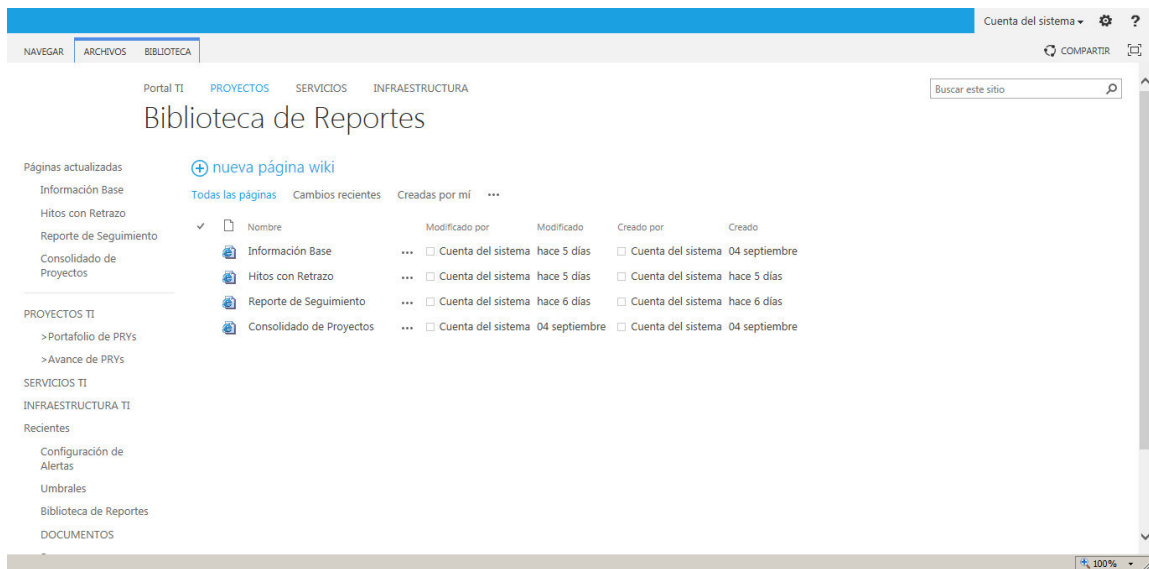 Cuenta del sistema ?
NAVEGAR ARCHIVOS BIBLIOTECA COMPARTIR
Portal TI PROYECTOS SERVICIOS INFRAESTRUCTURA Buscar este sitio
Biblioteca de Reportes
Páginas actualizadas
Información Base
Hitos con Retrazo
Reporte de Seguimiento
Consolidado de
Proyectos
PROYECTOS TI
>Portafolio de PRYs
>Avance de PRYs
SERVICIOS TI
INFRAESTRUCTURA TI
Recientes
Configuración de
Alertas
Umbrales
Biblioteca de Reportes
DOCUMENTOS
nueva página wiki
Todas las páginas Cambios recientes Creadas por mí ...
Nombre Modificado por Modificado Creado por Creado
Información Base ... Cuenta del sistema hace 5 días Cuenta del sistema 04 septiembre
Hitos con Retrazo ... Cuenta del sistema hace 5 días Cuenta del sistema hace 5 días
Reporte de Seguimiento ... Cuenta del sistema hace 6 días Cuenta del sistema hace 6 días
Consolidado de Proyectos ... Cuenta del sistema 04 septiembre Cuenta del sistema 04 septiembre
100%